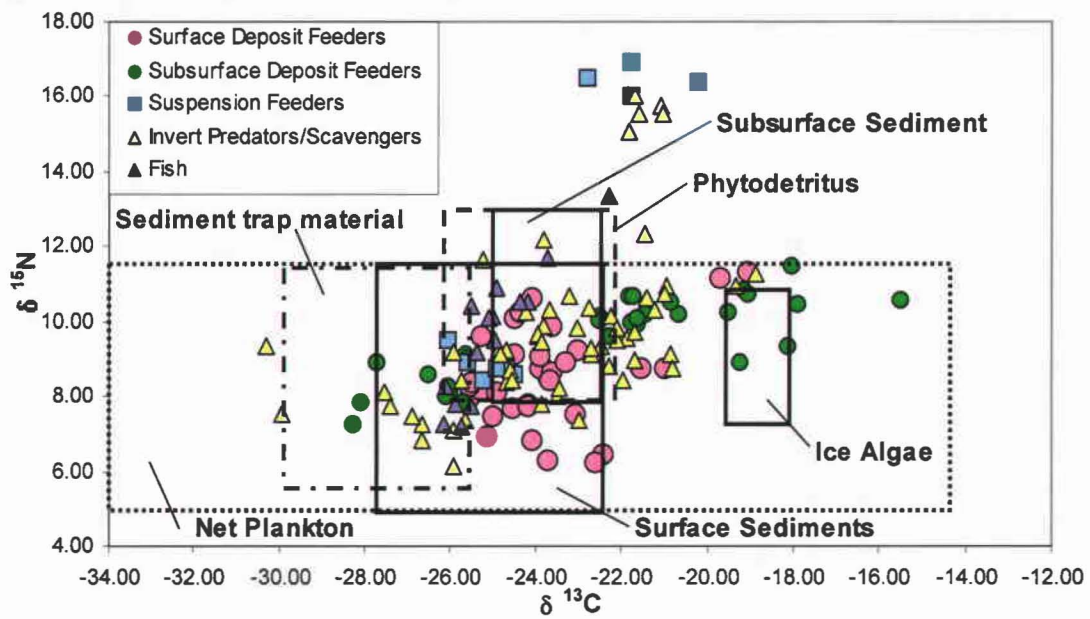 18.00
16.00
14.00
12.00
10.00
8.00
6.00
4.00
δ 15N
Surface Deposit Feeders
Subsurface Deposit Feeders
Suspension Feeders
Invert Predators/Scavengers
Fish
Subsurface Sediment
Phytodetritus
Sediment trap material
Ice Algae
Net Plankton
Surface Sediments
-34.00 -32.00 -30.00 -28.00 -26.00 -24.00 -22.00 -20.00 -18.00 -16.00 -14.00 -12.00
δ 13C